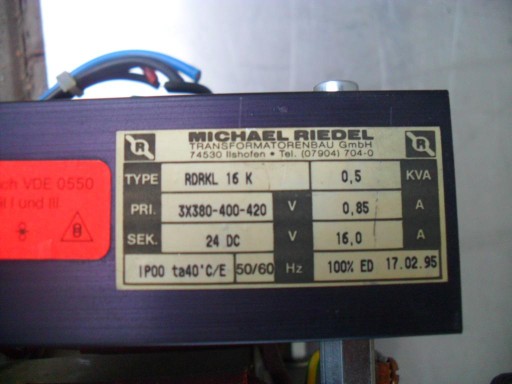 MICHAEL RIEDEL
TRANSFORMATORENBAU GmbH
74530 Ilshofen • Tel. (07904) 704-0
TYPE RDRKL 16 K 0,5 KVA
PRI. 3X380-400-420 V 0,85 A
SEK. 24 DC V 16,0 A
IP00 ta40°C/E 50/60 Hz 100% ED 17.02.95
VDE 0550
I und III